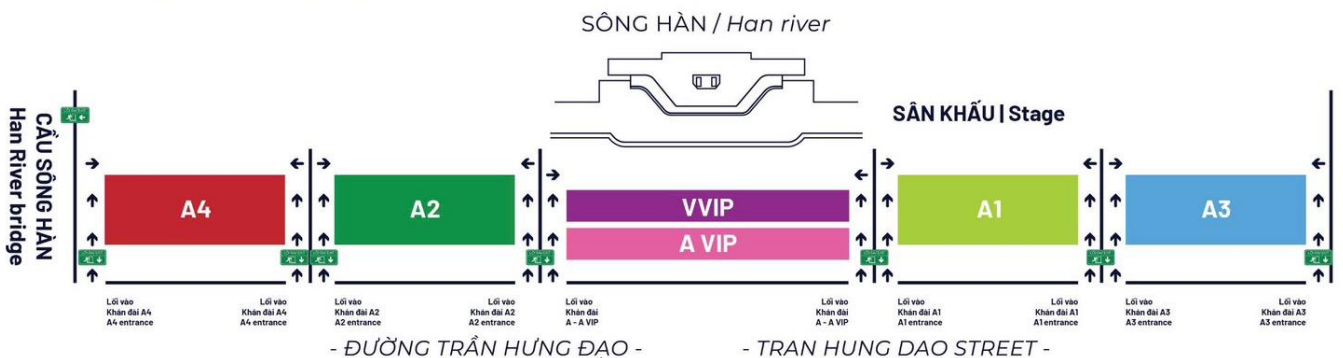 SÔNG HÀN / Han river
SÂN KHẤU | Stage
CẦU SÔNG HÀN
Han River bridge
A4
A2
VVIP
A VIP
A1
A3
Lối vào
Khán đài A4
A4 entrance
Lối vào
Khán đài A4
A4 entrance
Lối vào
Khán đài A2
A2 entrance
Lối vào
Khán đài A2
A2 entrance
Lối vào
Khán đài
A - A VIP
Lối vào
Khán đài
A - A VIP
Lối vào
Khán đài A1
A1 entrance
Lối vào
Khán đài A1
A1 entrance
Lối vào
Khán đài A3
A3 entrance
Lối vào
Khán đài A3
A3 entrance
- ĐƯỜNG TRẦN HƯNG ĐẠO -
- TRAN HUNG DAO STREET -